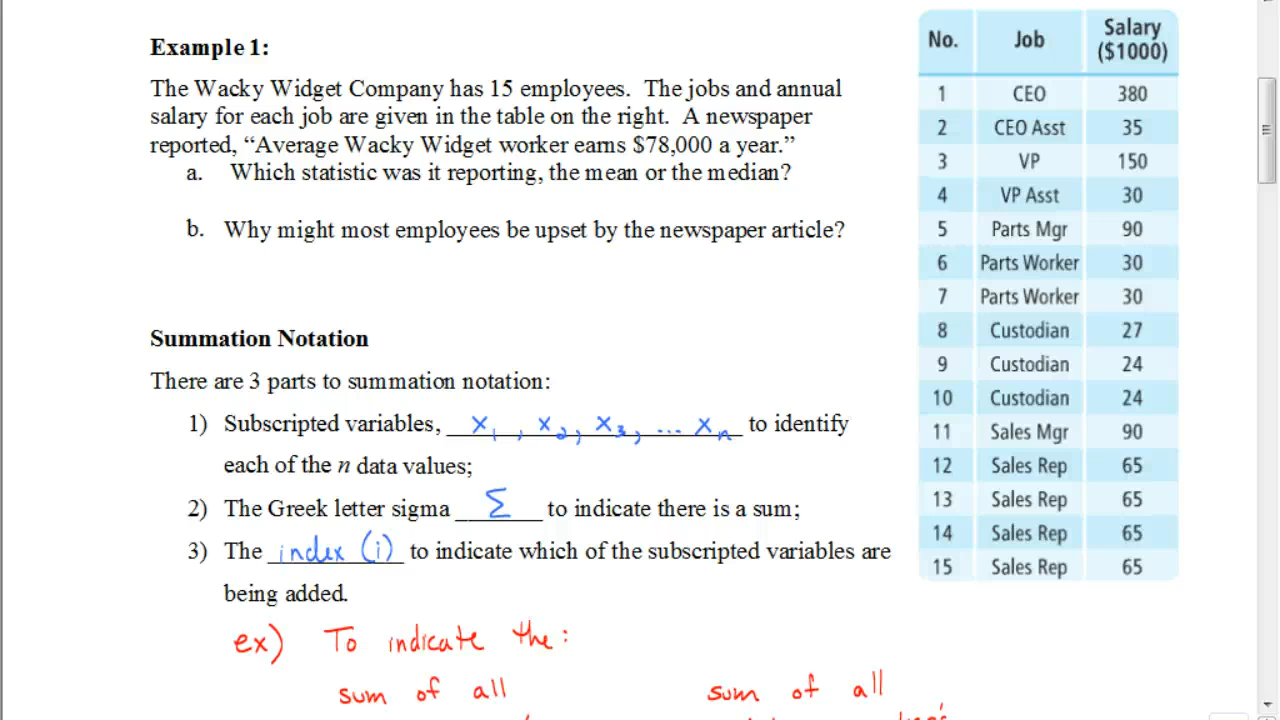 Example 1:
The Wacky Widget Company has 15 employees. The jobs and annual
salary for each job are given in the table on the right. A newspaper
reported, “Average Wacky Widget worker earns $78,000 a year.”
a. Which statistic was it reporting, the mean or the median?
b. Why might most employees be upset by the newspaper article?
Summation Notation
There are 3 parts to summation notation:
1) Subscripted variables, x₁, x₂, x₃, ... xₙ to identify
each of the n data values;
2) The Greek letter sigma Σ to indicate there is a sum;
3) The index (i) to indicate which of the subscripted variables are
being added.
ex) To indicate the:
sum of all
sum of all
No. Job Salary
($1000)
1 CEO 380
2 CEO Asst 35
3 VP 150
4 VP Asst 30
5 Parts Mgr 90
6 Parts Worker 30
7 Parts Worker 30
8 Custodian 27
9 Custodian 24
10 Custodian 24
11 Sales Mgr 90
12 Sales Rep 65
13 Sales Rep 65
14 Sales Rep 65
15 Sales Rep 65